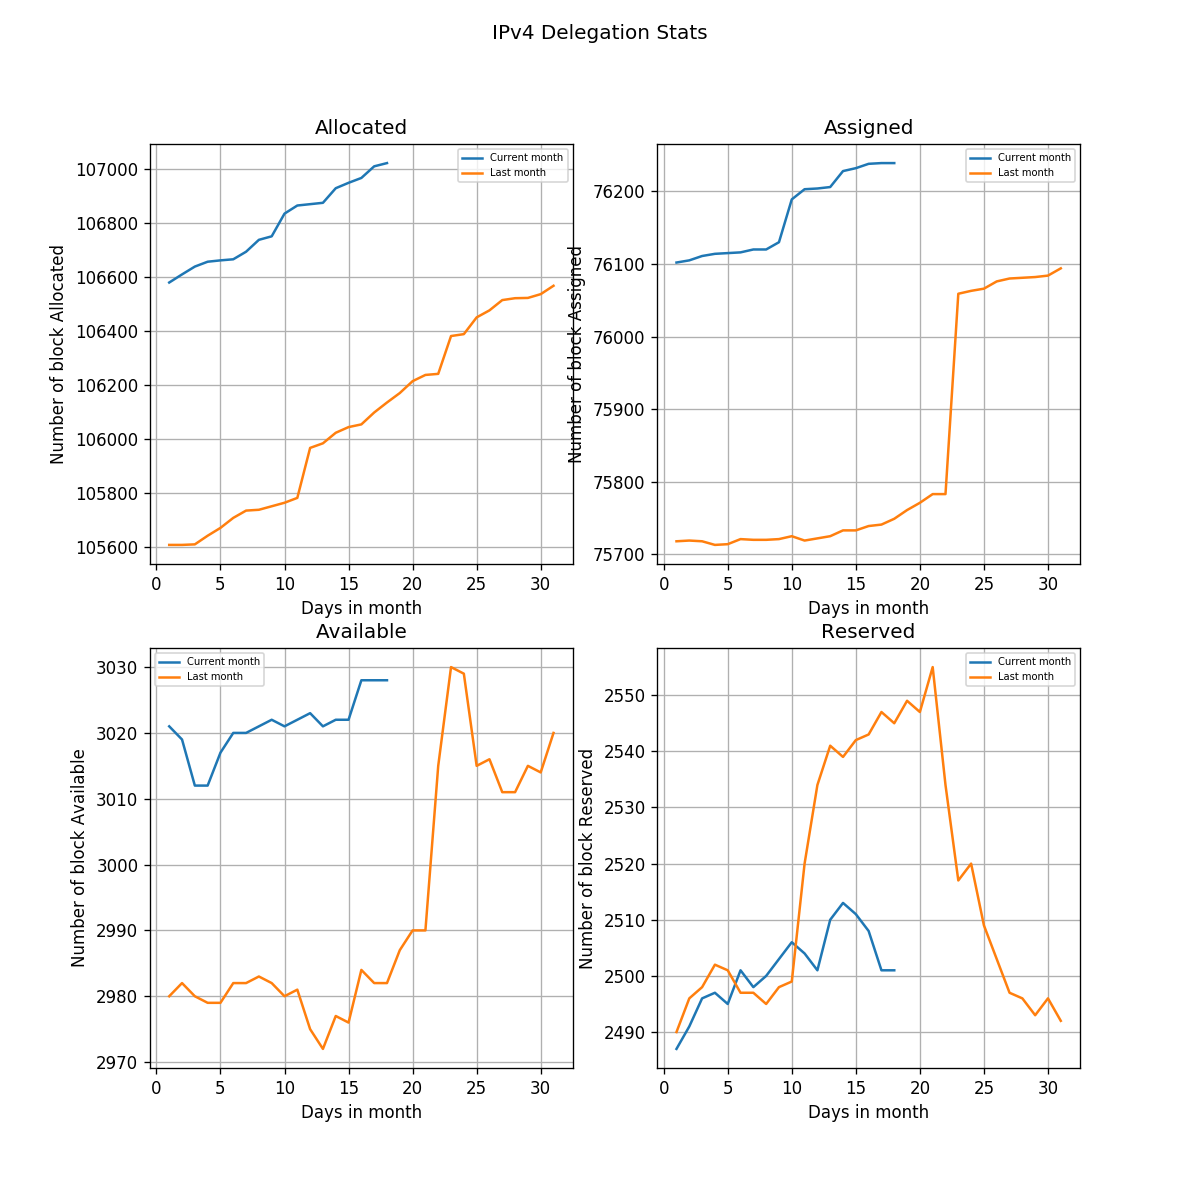 IPv4 Delegation Stats
Allocated
Number of block Allocated
107000
106800
106600
106400
106200
106000
105800
105600
Current month
Last month
0 5 10 15 20 25 30
Days in month
Assigned
Number of block Assigned
76200
76100
76000
75900
75800
75700
Current month
Last month
0 5 10 15 20 25 30
Days in month
Available
Number of block Available
3030
3020
3010
3000
2990
2980
2970
Current month
Last month
0 5 10 15 20 25 30
Days in month
Reserved
Number of block Reserved
2550
2540
2530
2520
2510
2500
2490
Current month
Last month
0 5 10 15 20 25 30
Days in month